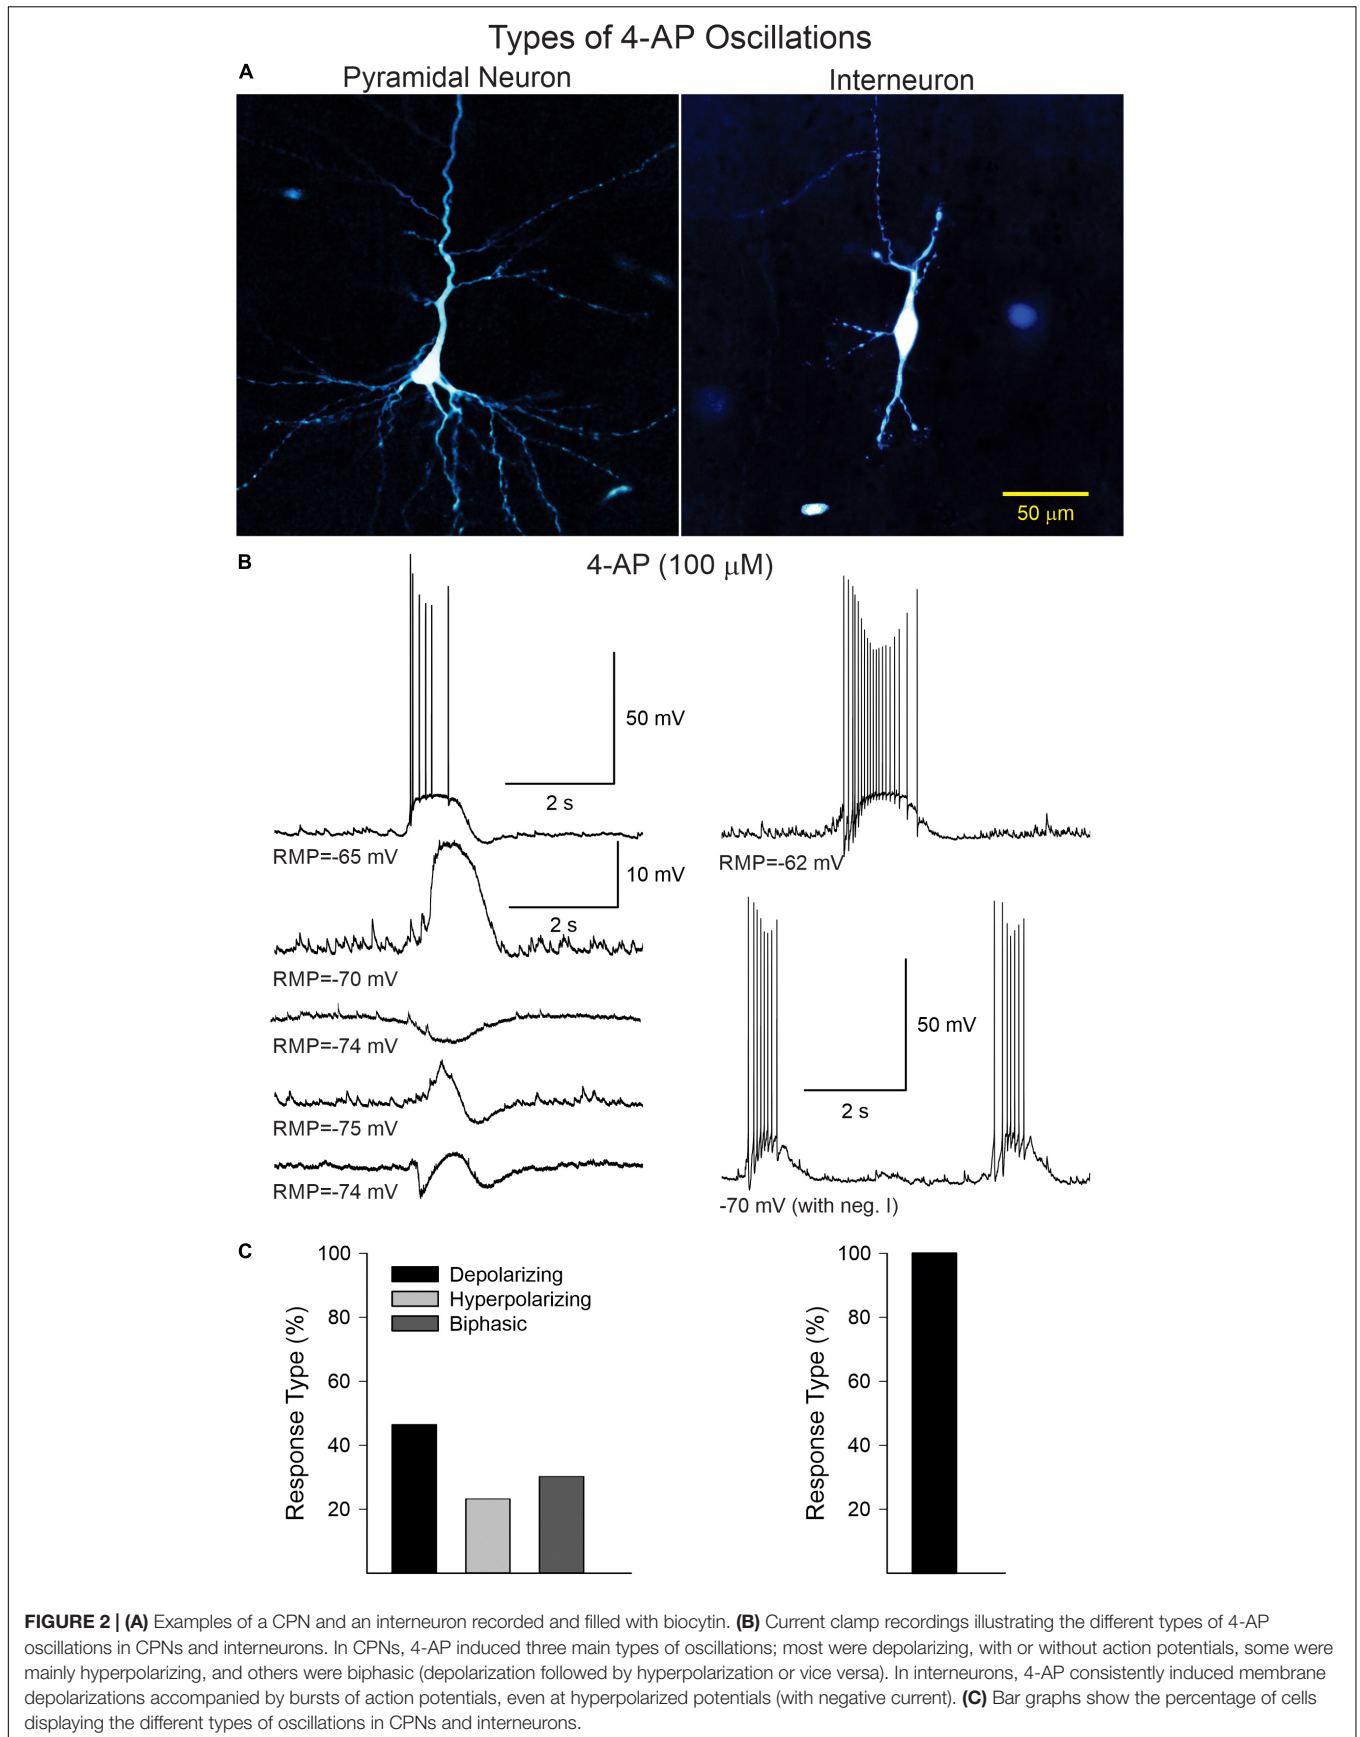 Types of 4-AP Oscillations
A
Pyramidal Neuron
Interneuron
50 μm
B
4-AP (100 μM)
50 mV
2 s
RMP=-65 mV
10 mV
2 s
RMP=-70 mV
RMP=-74 mV
RMP=-75 mV
RMP=-74 mV
RMP=-62 mV
50 mV
2 s
-70 mV (with neg. I)
C
Response Type (%)
100
80
60
40
20
Depolarizing
Hyperpolarizing
Biphasic
Response Type (%)
100
80
60
40
20
FIGURE 2 | (A) Examples of a CPN and an interneuron recorded and filled with biocytin. (B) Current clamp recordings illustrating the different types of 4-AP
oscillations in CPNs and interneurons. In CPNs, 4-AP induced three main types of oscillations; most were depolarizing, with or without action potentials, some were
mainly hyperpolarizing, and others were biphasic (depolarization followed by hyperpolarization or vice versa). In interneurons, 4-AP consistently induced membrane
depolarizations accompanied by bursts of action potentials, even at hyperpolarized potentials (with negative current). (C) Bar graphs show the percentage of cells
displaying the different types of oscillations in CPNs and interneurons.